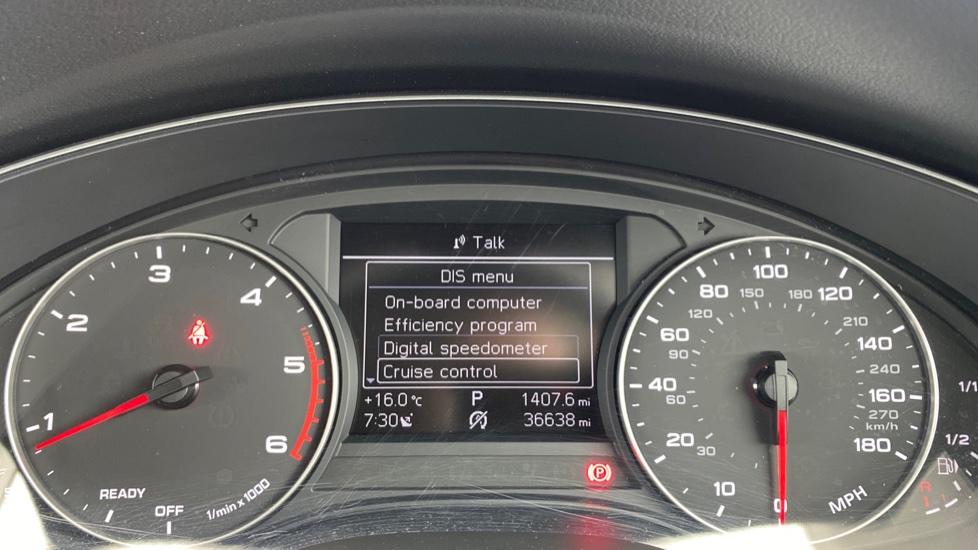 Talk
DIS menu
On-board computer
Efficiency program
Digital speedometer
Cruise control
+16.0 °c P 1407.6 mi
7:30 36638 mi
1 2 3 4 5 6
READY
OFF
1/min x 1000
0 10 20 40 60 80 100 120 140 160 180
30 60 90 120 150 180 210 240 270
km/h
MPH
P
1/1
1/2
R